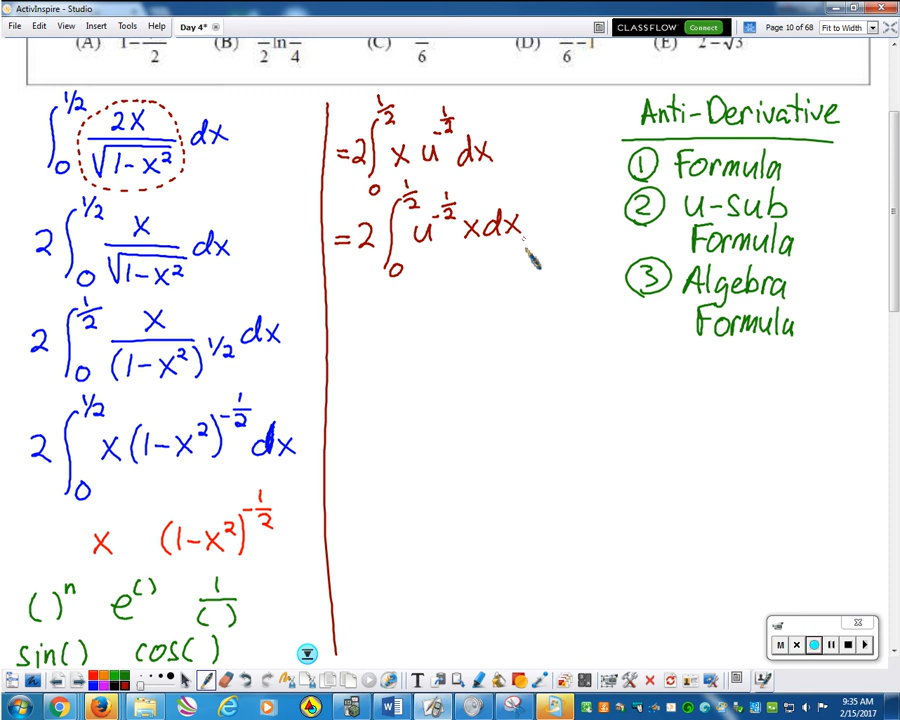 ActivInspire - Studio
File Edit View Insert Tools Help
CLASSFLOW Connect
Page 10 of 68
Fit to Width
Day 4*
(A) (B) (C) (D) (E)
∫₀^{1/2} 2x/√(1-x²) dx
2∫₀^{1/2} x/√(1-x²) dx
2∫₀^{1/2} x/(1-x²)^{1/2} dx
2∫₀^{1/2} x(1-x²)^{-1/2} dx
x (1-x²)^{-1/2}
( )ⁿ e^{( )} 1/( )
sin( ) cos( )
=2∫₀^{1/2} x u^{-1/2} dx
=2∫₀^{1/2} u^{-1/2} x dx
Anti-Derivative
① Formula
② u-sub
Formula
③ Algebra
Formula
9:35 AM
2/15/2017